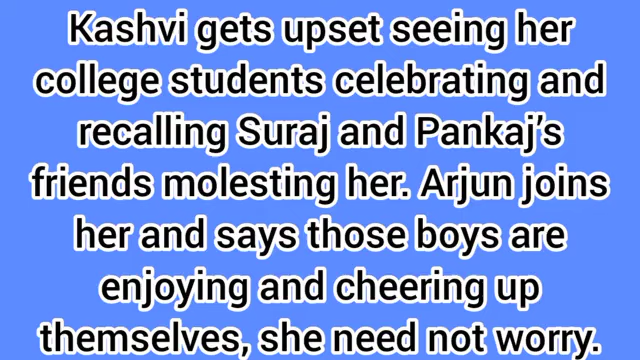 Kashvi gets upset seeing her
college students celebrating and
recalling Suraj and Pankaj’s
friends molesting her. Arjun joins
her and says those boys are
enjoying and cheering up
themselves, she need not worry.